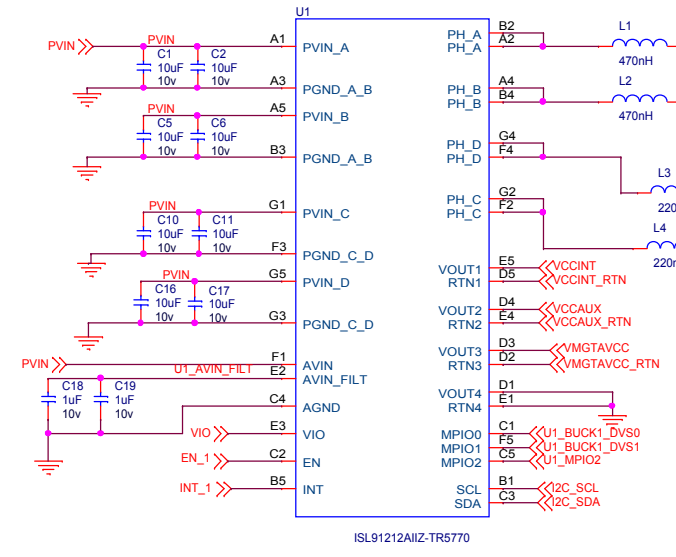 U1
PVIN
PVIN
A1
PVIN_A
C1
10uF
10v
C2
10uF
10v
A3
PGND_A_B
PVIN
A5
PVIN_B
C5
10uF
10v
C6
10uF
10v
B3
PGND_A_B
PVIN
G1
PVIN_C
C10
10uF
10v
C11
10uF
10v
F3
PGND_C_D
PVIN
G5
PVIN_D
C16
10uF
10v
C17
10uF
10v
G3
PGND_C_D
PVIN
F1
AVIN
U1_AVIN_FILT
E2
AVIN_FILT
C18
1uF
10v
C19
1uF
10v
C4
AGND
VIO
E3
VIO
EN_1
C2
EN
INT_1
B5
INT
B2
PH_A
A2
PH_A
L1
470nH
A4
PH_B
B4
PH_B
L2
470nH
G4
PH_D
F4
PH_D
L3
220
G2
PH_C
F2
PH_C
L4
220n
E5
VOUT1
VCCINT
D5
RTN1
VCCINT_RTN
D4
VOUT2
VCCAUX
E4
RTN2
VCCAUX_RTN
D3
VOUT3
VMGTAVCC
D2
RTN3
VMGTAVCC_RTN
D1
VOUT4
E1
RTN4
C1
MPIO0
U1_BUCK1_DVS0
F5
MPIO1
U1_BUCK1_DVS1
C5
MPIO2
U1_MPIO2
B1
SCL
I2C_SCL
C3
SDA
I2C_SDA
ISL91212AIIZ-TR5770